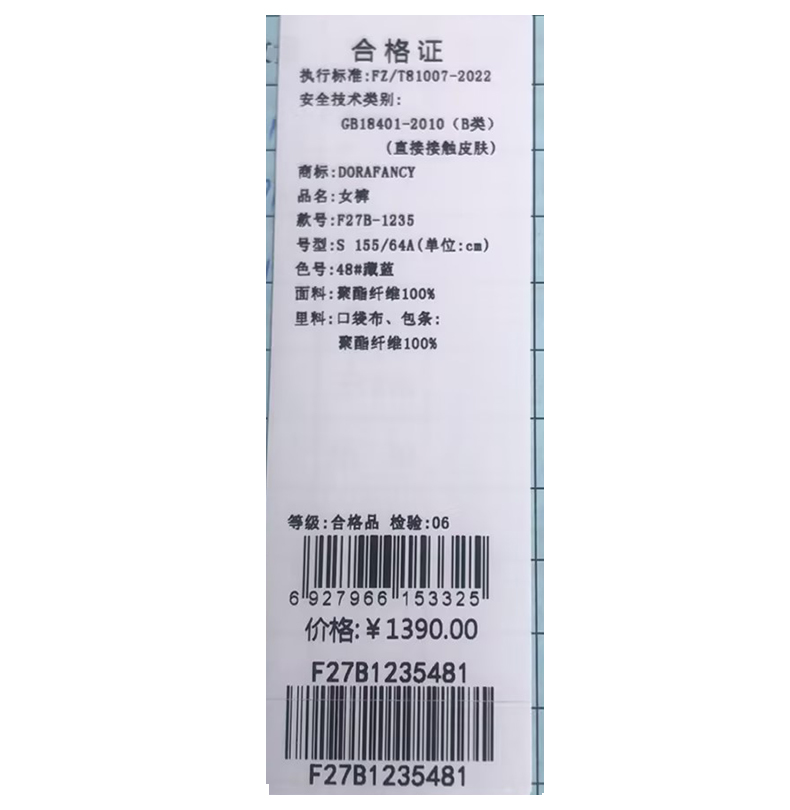 合格证
执行标准:FZ/T81007-2022
安全技术类别:
GB18401-2010（B类）
(直接接触皮肤)
商标:DORAFANCY
品名:女裤
款号:F27B-1235
号型:S 155/64A(单位:cm)
色号:48#藏蓝
面料:聚酯纤维100%
里料:口袋布、包条:
聚酯纤维100%
等级:合格品 检验:06
6 927966 153325
价格:￥1390.00
F27B1235481
F27B1235481